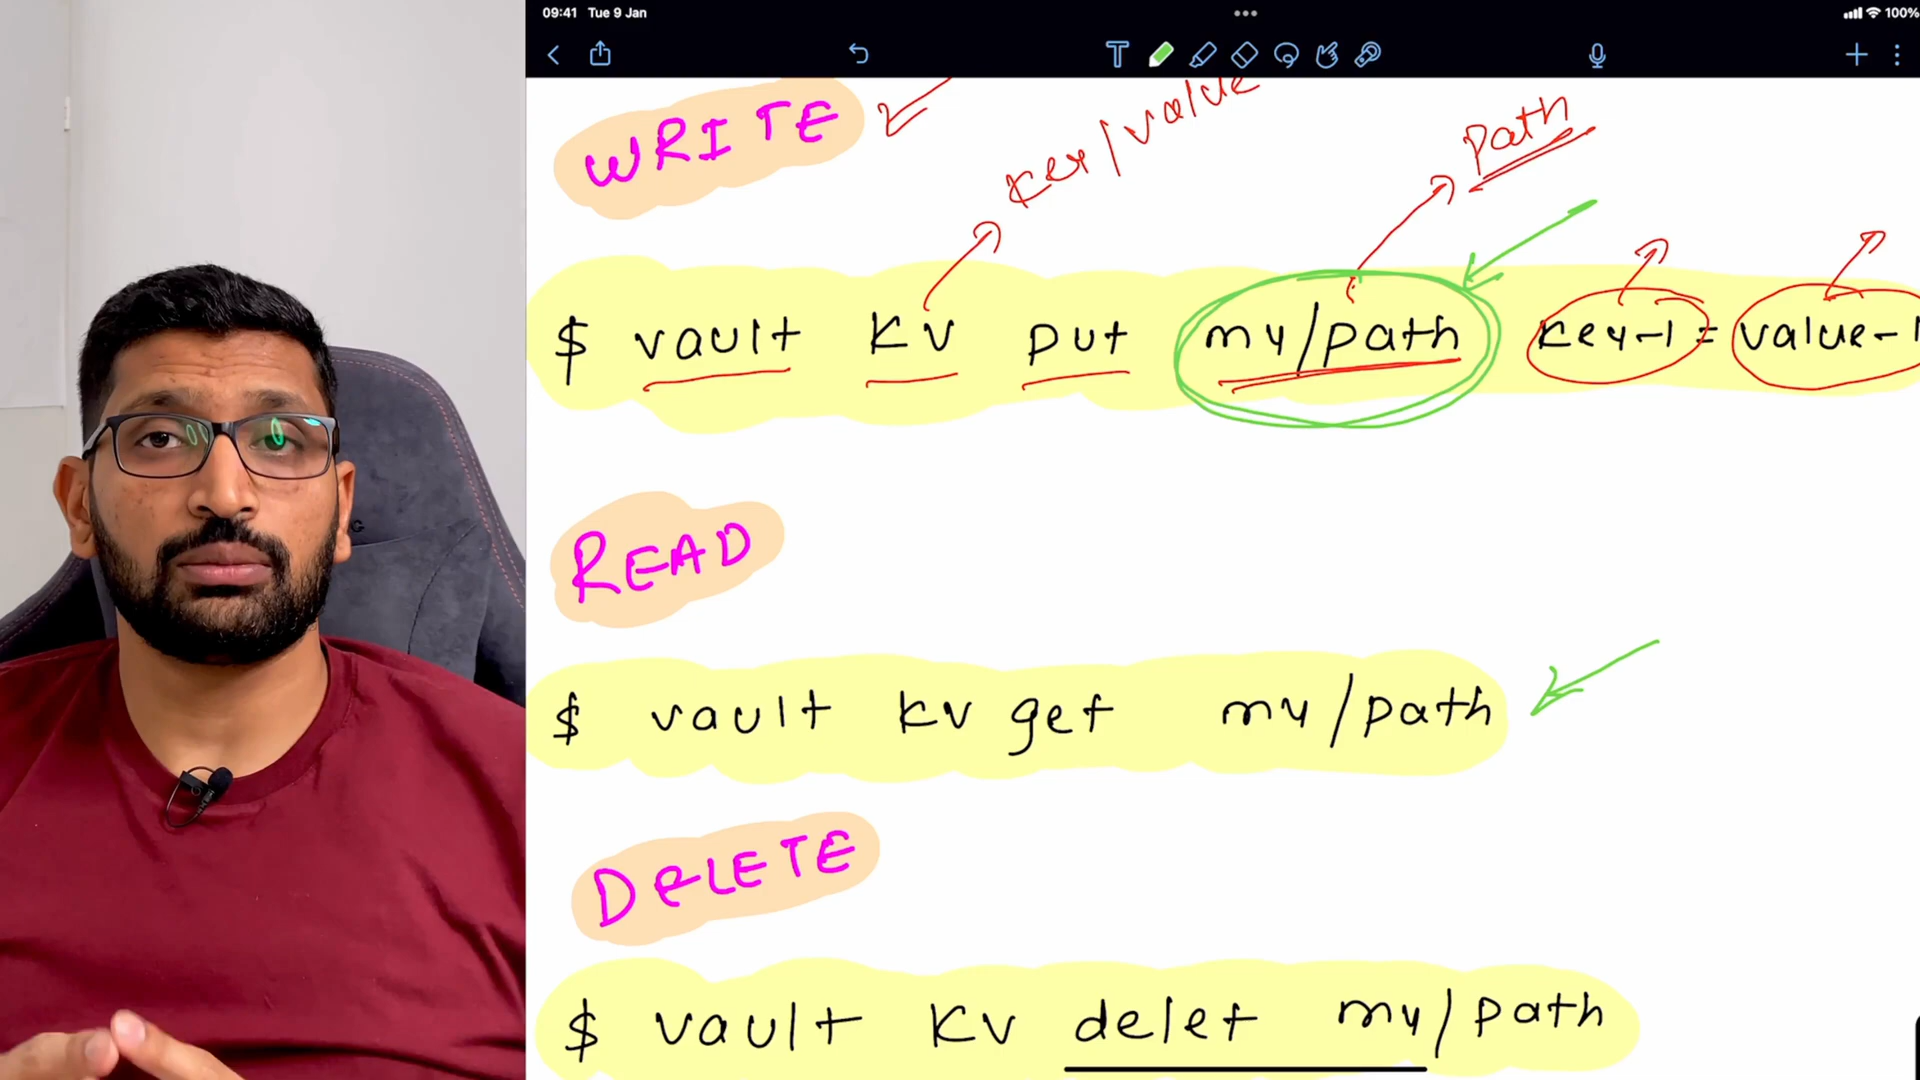 09:41 Tue 9 Jan 100%
WRITE
Key/value
Path
$ vault kv put my/path key-1 = value-1
READ
$ vault kv get my/path
DELETE
$ vault kv delet my/path